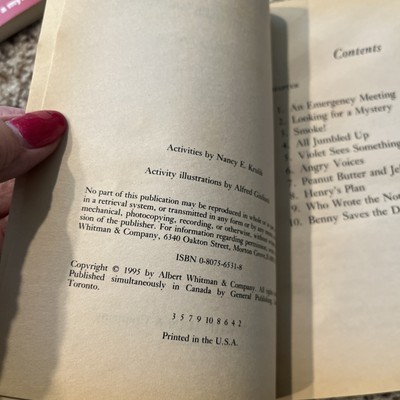 a my
Activities by Nancy E. Krulik
Activity illustrations by Alfred
No part of this publication may be reproduced in whole or in
in a retrieval system, or transmitted in any form or by any means,
mechanical, photocopying, recording, or otherwise, without
sion of the publisher. For information regarding permission,
Whitman & Company, 6340 Oakton Street, Morton Grove,
ISBN 0-8075-6531-8
Copyright © 1995 by Albert Whitman & Company. All rights
Published simultaneously in Canada by General Publishing,
Toronto.
3 5 7 9 10 8 6 4 2
Printed in the U.S.A.
Contents
1. An Emergency Meeting
2. Looking for a Mystery
3. Smoke!
4. All Jumbled Up
5. Violet Sees Something
6. Angry Voices
7. Peanut Butter and Je
8. Henry's Plan
9. Who Wrote the No
10. Benny Saves the D